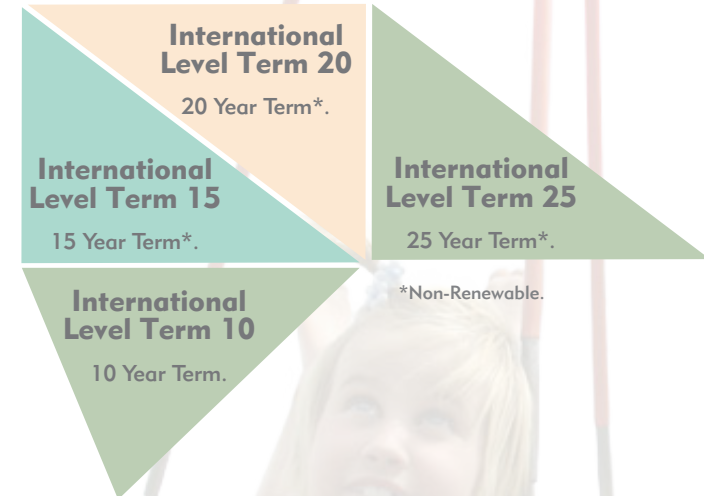 International
Level Term 20
20 Year Term*.
International
Level Term 15
15 Year Term*.
International
Level Term 25
25 Year Term*.
*Non-Renewable.
International
Level Term 10
10 Year Term.